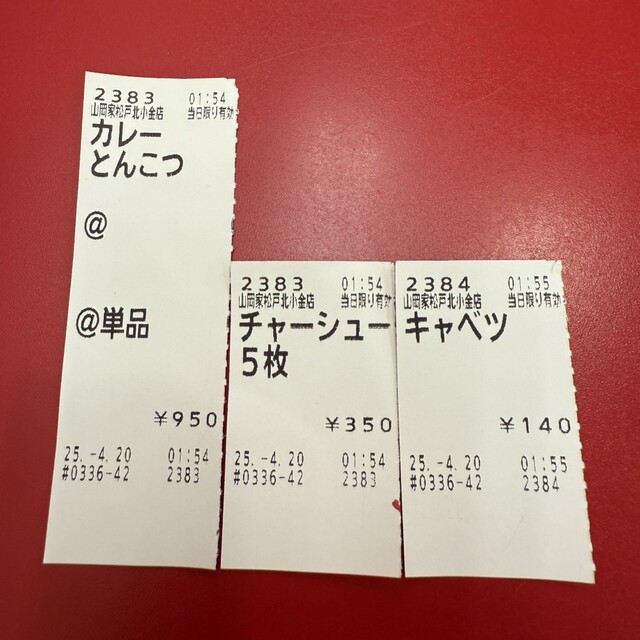 2383 01:54
山岡家松戸北小金店 当日限り有効
カレー
とんこつ
@
@単品
¥950
25.-4.20 01:54
#0336-42 2383
2383 01:54
山岡家松戸北小金店 当日限り有効
チャーシュー
5枚
¥350
25.-4.20 01:54
#0336-42 2383
2384 01:55
山岡家松戸北小金店 当日限り有効
キャベツ
¥140
25.-4.20 01:55
#0336-42 2384